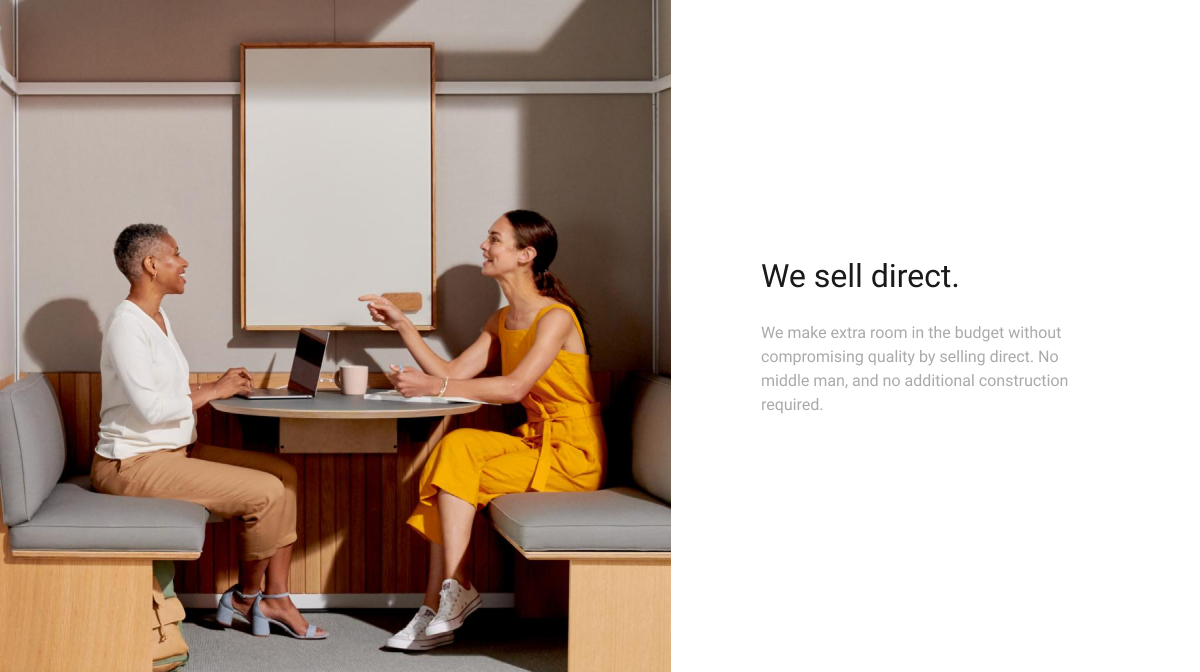 We sell direct.
We make extra room in the budget without
compromising quality by selling direct. No
middle man, and no additional construction
required.